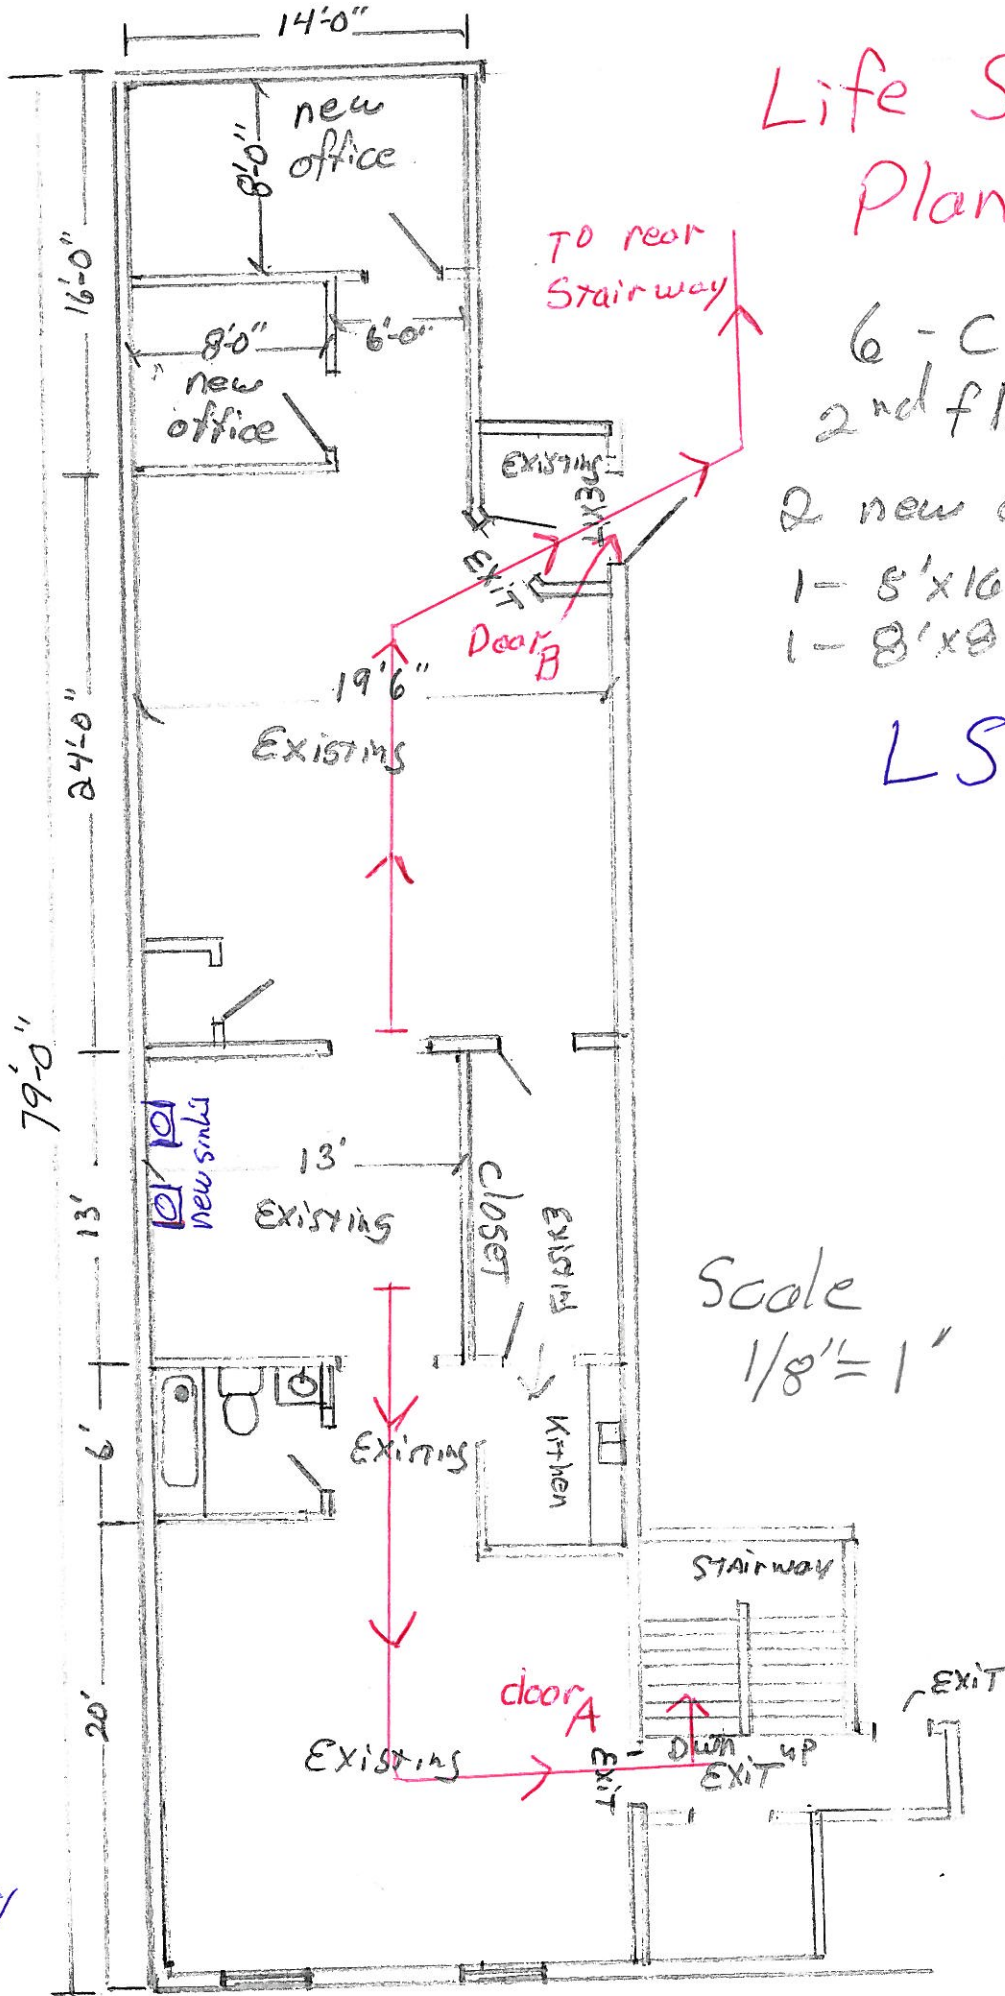 14'-0"
Life S
Plan
new
office
8'-0"
16'-0"
TO rear
Stairway
6 - C
2nd fl
8'-0"
6'-0"
new
office
EXISTING
EXIT
2 new
1 - 8'x16
1 - 8'x8
EXIT
Door
B
19'6"
24'-0"
Existing
LS
79'-0"
new sinks
13'
13'
Existing
closet
Existing
Scale
1/8" = 1"
6'
Existing
Kitchen
STAirway
door
A
EXIT
20'
Existing
EXIT
Dwn
up
EXIT
y